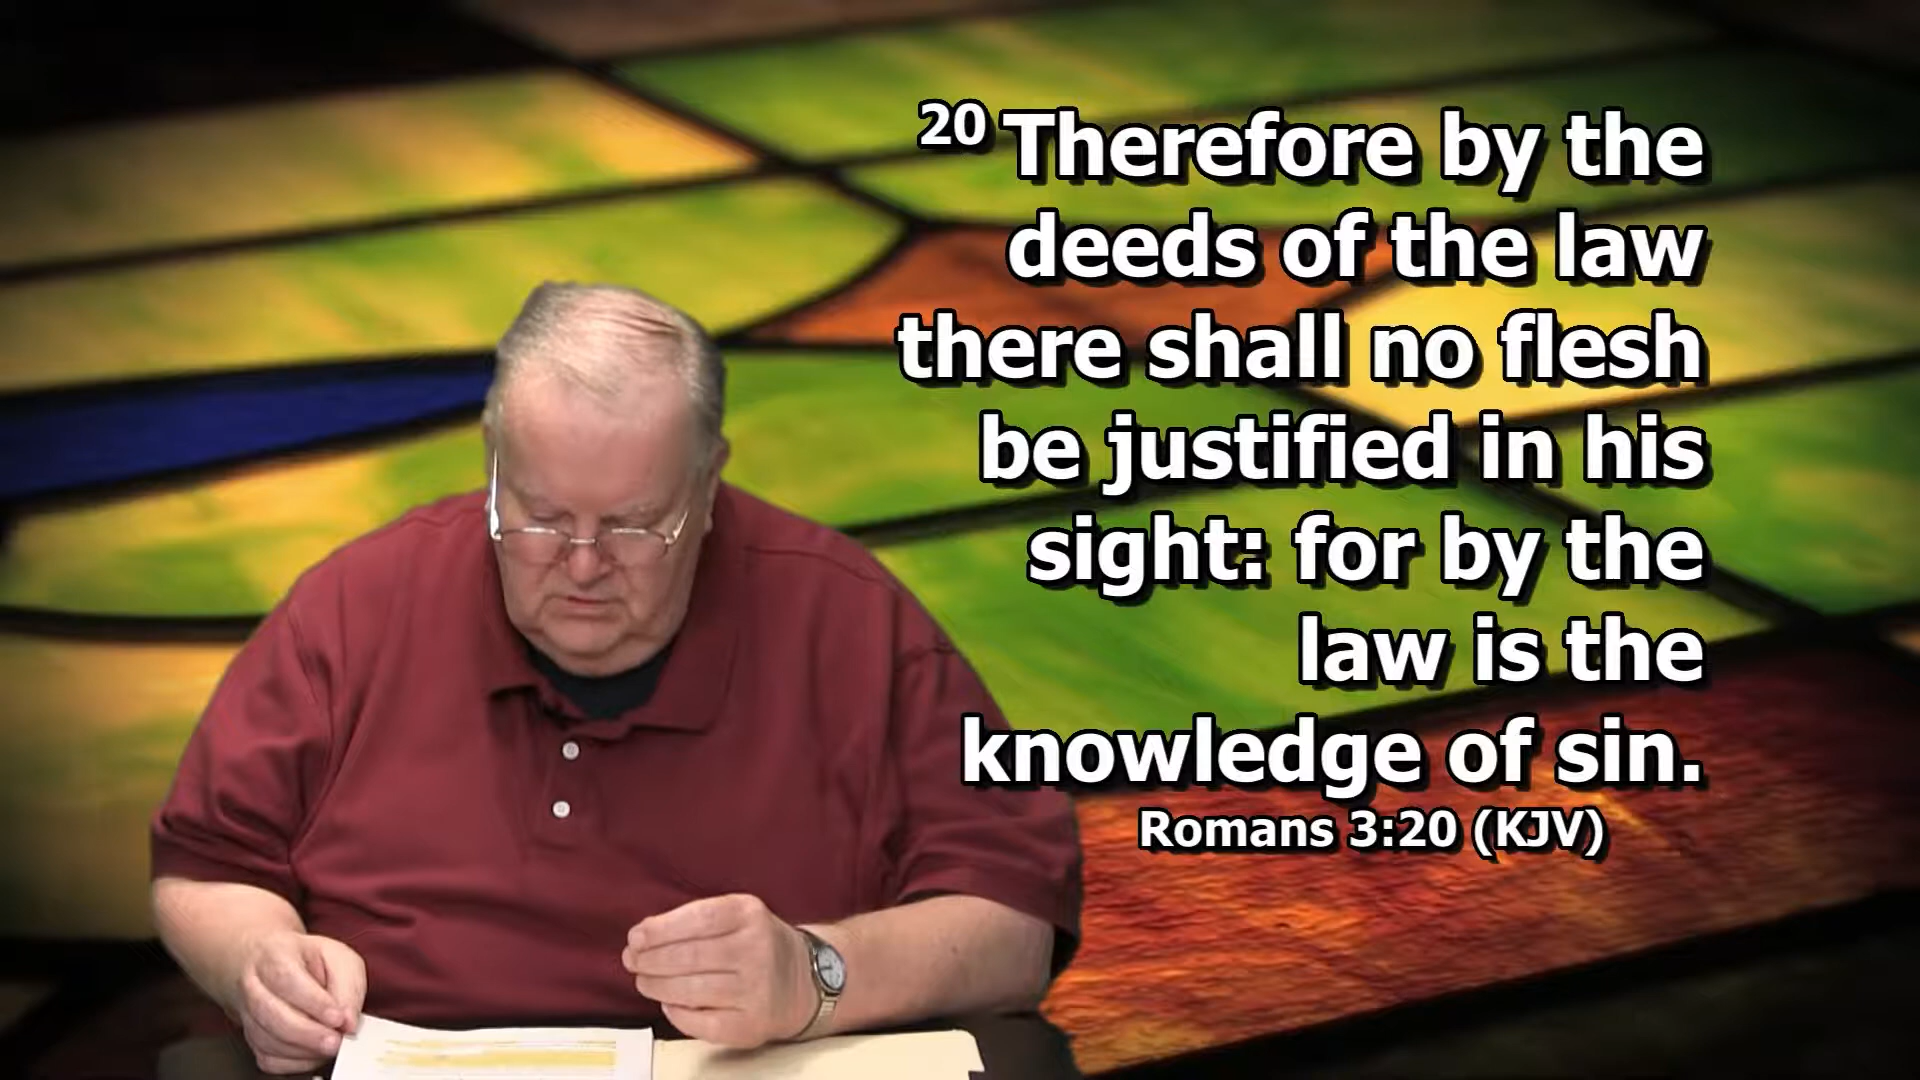 20 Therefore by the
deeds of the law
there shall no flesh
be justified in his
sight: for by the
law is the
knowledge of sin.
Romans 3:20 (KJV)